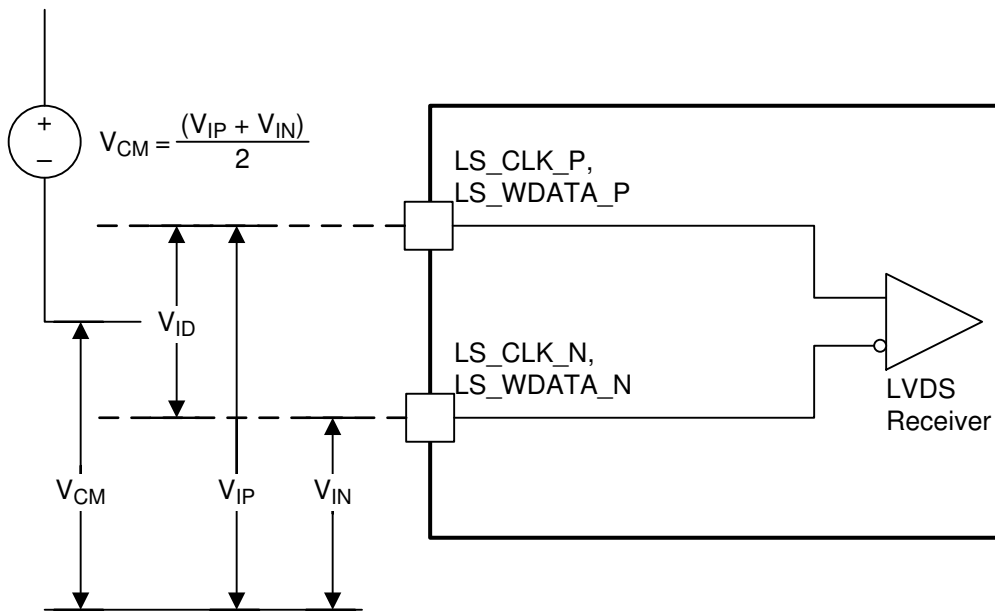 +
–
V_CM = (V_IP + V_IN) / 2
LS_CLK_P,
LS_WDATA_P
V_ID
LS_CLK_N,
LS_WDATA_N
LVDS
Receiver
V_CM
V_IP
V_IN